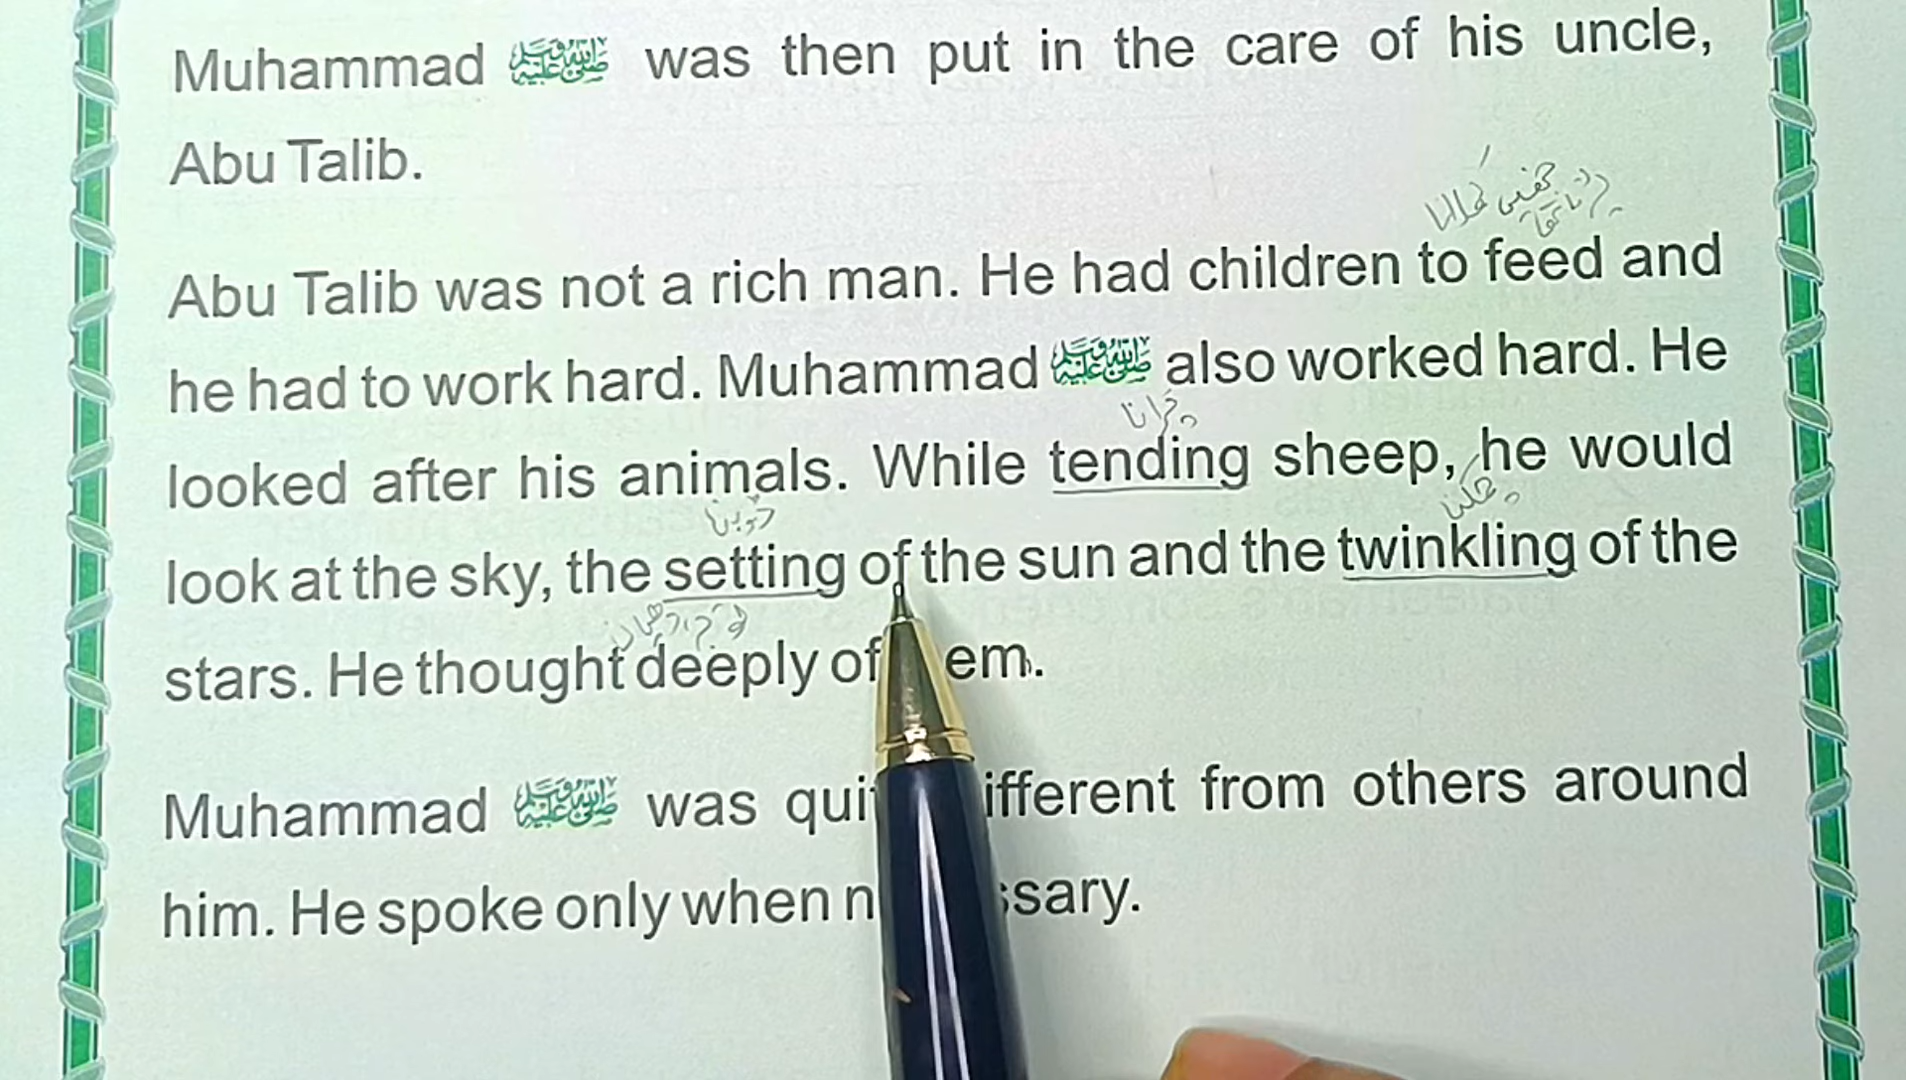 Muhammad ﷺ was then put in the care of his uncle,
Abu Talib.
Abu Talib was not a rich man. He had children to feed and
he had to work hard. Muhammad ﷺ also worked hard. He
چرانا
looked after his animals. While tending sheep, he would
ڈوبنا چمکنا
look at the sky, the setting of the sun and the twinkling of the
stars. He thought deeply of em.
Muhammad ﷺ was qui ifferent from others around
him. He spoke only when n ssary.